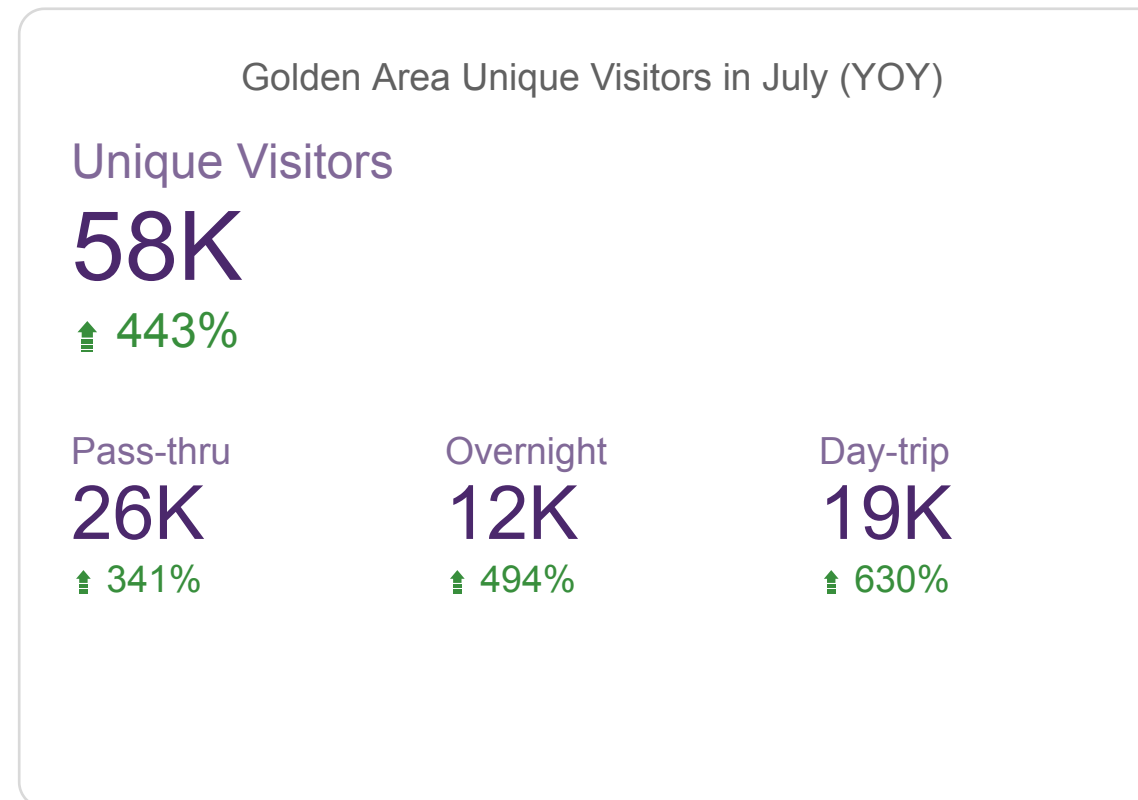 Golden Area Unique Visitors in July (YOY)
Unique Visitors
58K
443%
Pass-thru Overnight Day-trip
26K 12K 19K
341% 494% 630%